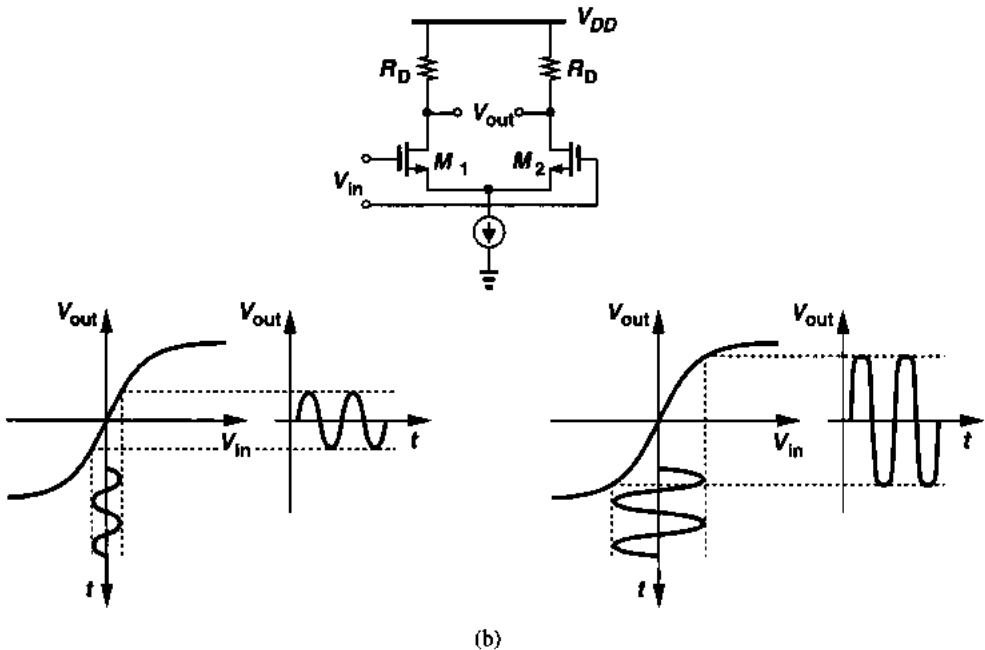 V_DD
R_D R_D
V_out
M_1 M_2
V_in
V_out V_out V_out V_out
V_in t V_in t
t t
(b)